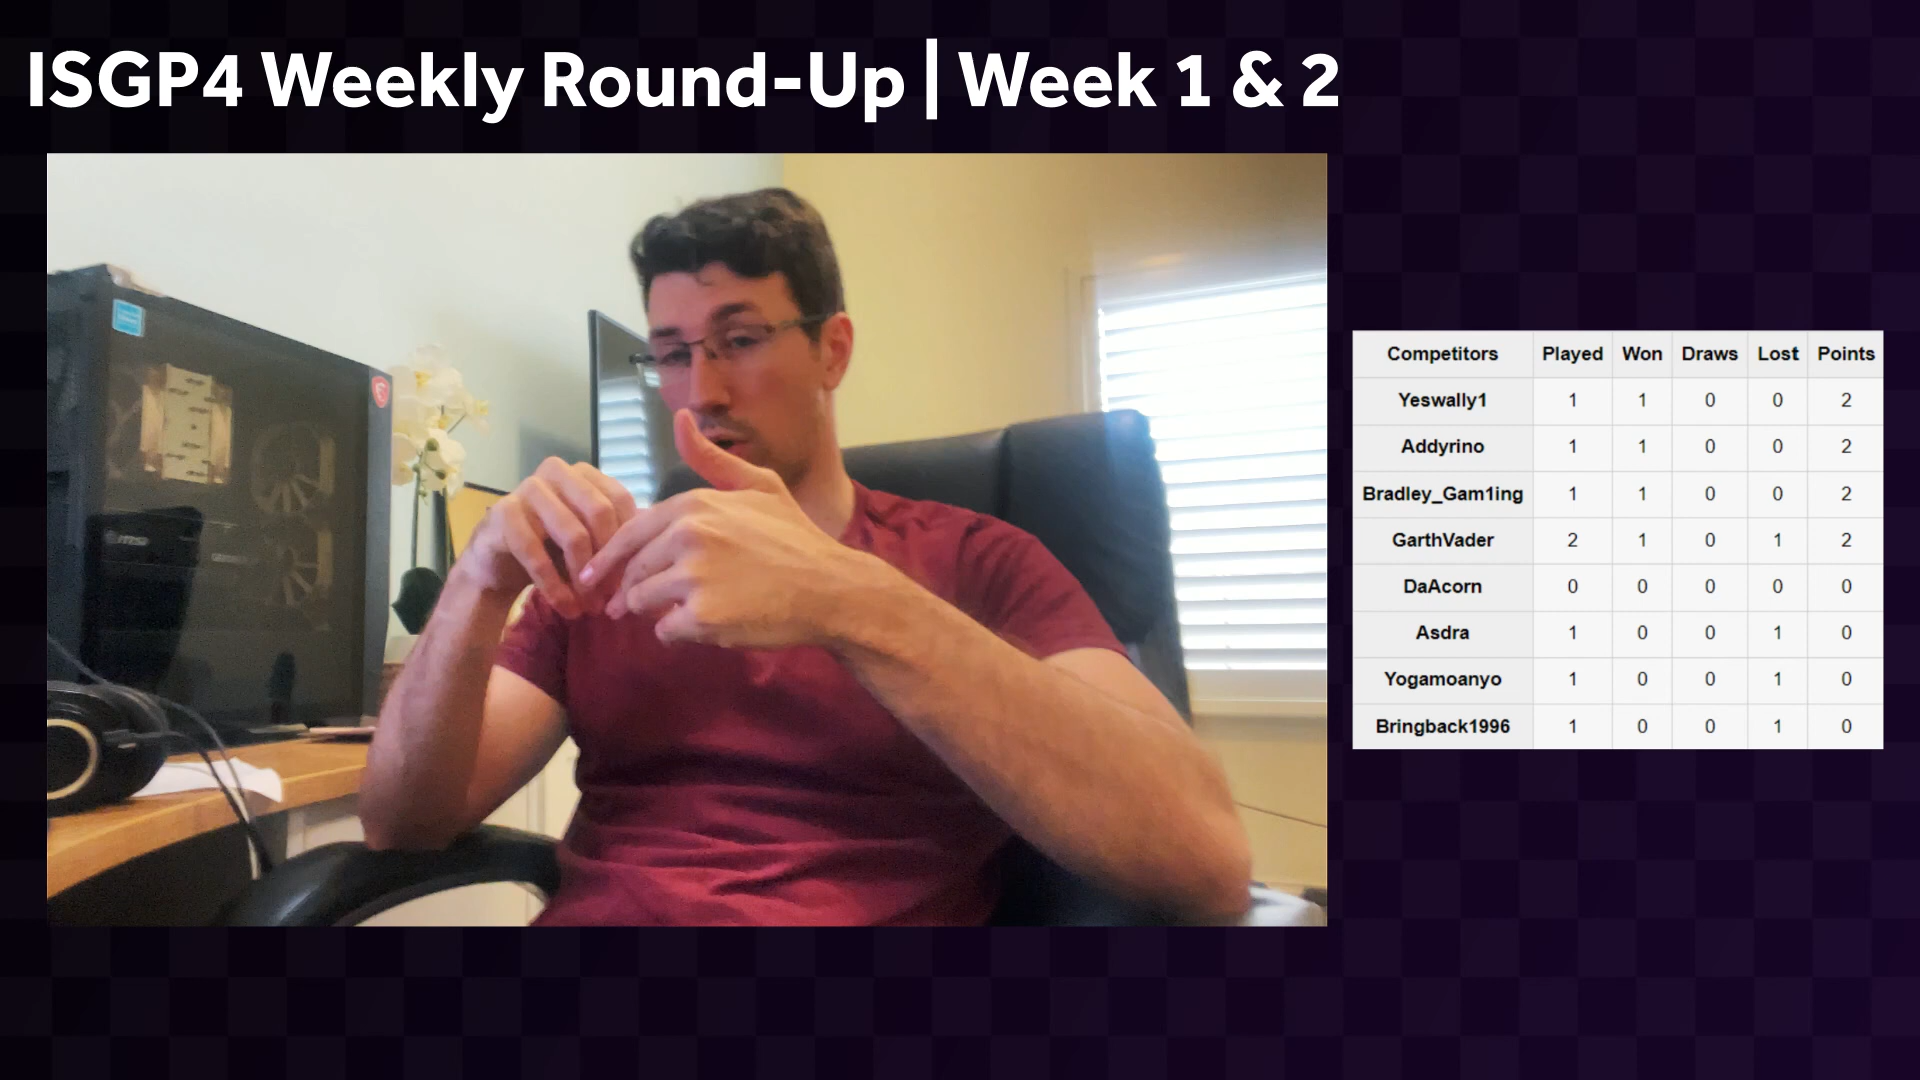 ISGP4 Weekly Round-Up | Week 1 & 2
Competitors Played Won Draws Lost Points
Yeswally1 1 1 0 0 2
Addyrino 1 1 0 0 2
Bradley_Gam1ing 1 1 0 0 2
GarthVader 2 1 0 1 2
DaAcorn 0 0 0 0 0
Asdra 1 0 0 1 0
Yogamoanyo 1 0 0 1 0
Bringback1996 1 0 0 1 0
msi